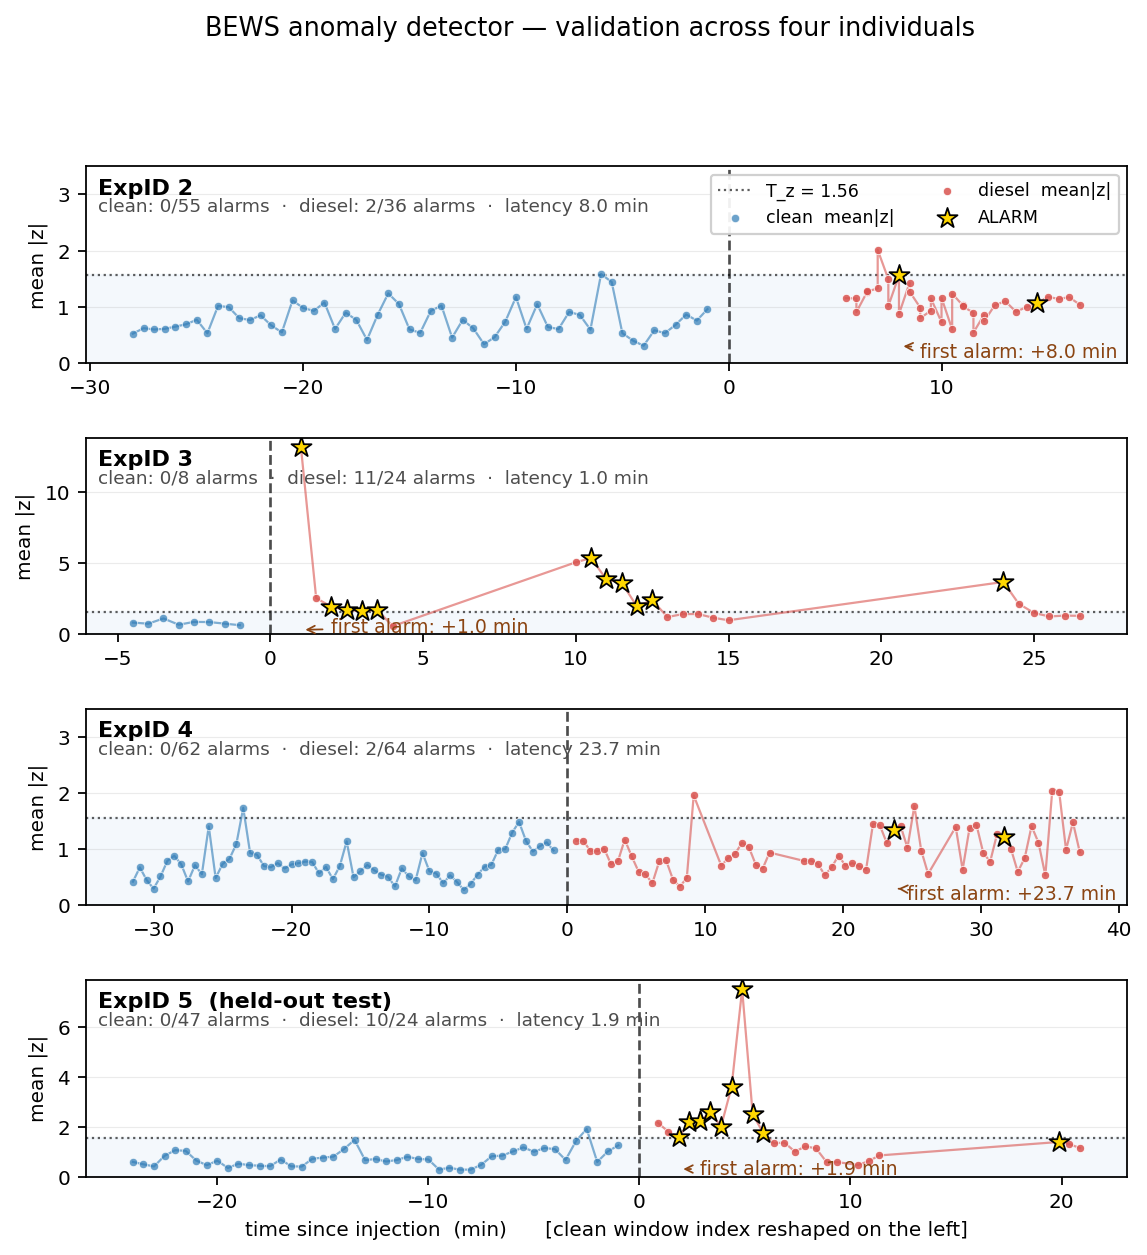 BEWS anomaly detector — validation across four individuals
ExpID 2
clean: 0/55 alarms  ·  diesel: 2/36 alarms  ·  latency 8.0 min
T_z = 1.56
clean  mean|z|
diesel  mean|z|
ALARM
mean |z|
3
2
1
0
first alarm: +8.0 min
−30 −20 −10 0 10
ExpID 3
clean: 0/8 alarms  ·  diesel: 11/24 alarms  ·  latency 1.0 min
mean |z|
10
5
0
first alarm: +1.0 min
−5 0 5 10 15 20 25
ExpID 4
clean: 0/62 alarms  ·  diesel: 2/64 alarms  ·  latency 23.7 min
mean |z|
3
2
1
0
first alarm: +23.7 min
−30 −20 −10 0 10 20 30 40
ExpID 5  (held-out test)
clean: 0/47 alarms  ·  diesel: 10/24 alarms  ·  latency 1.9 min
mean |z|
6
4
2
0
first alarm: +1.9 min
−20 −10 0 10 20
time since injection  (min)      [clean window index reshaped on the left]